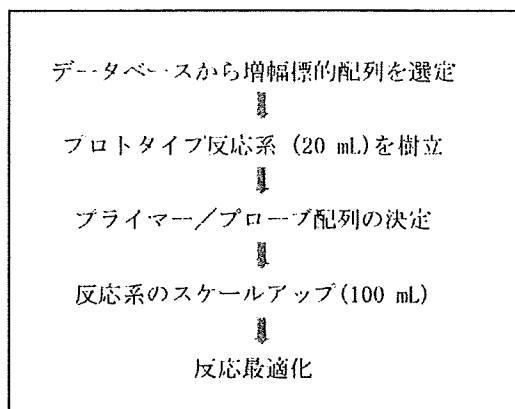 データベースから増幅標的配列を選定
プロトタイプ反応系 (20 mL)を樹立
プライマー／プローブ配列の決定
反応系のスケールアップ(100 mL)
反応最適化